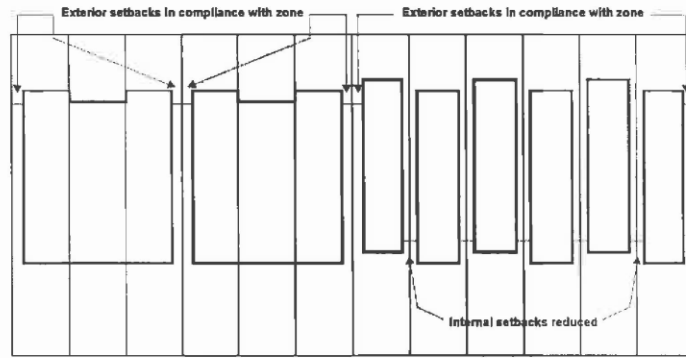 Exterior setbacks in compliance with zone
Exterior setbacks in compliance with zone
Internal setbacks reduced